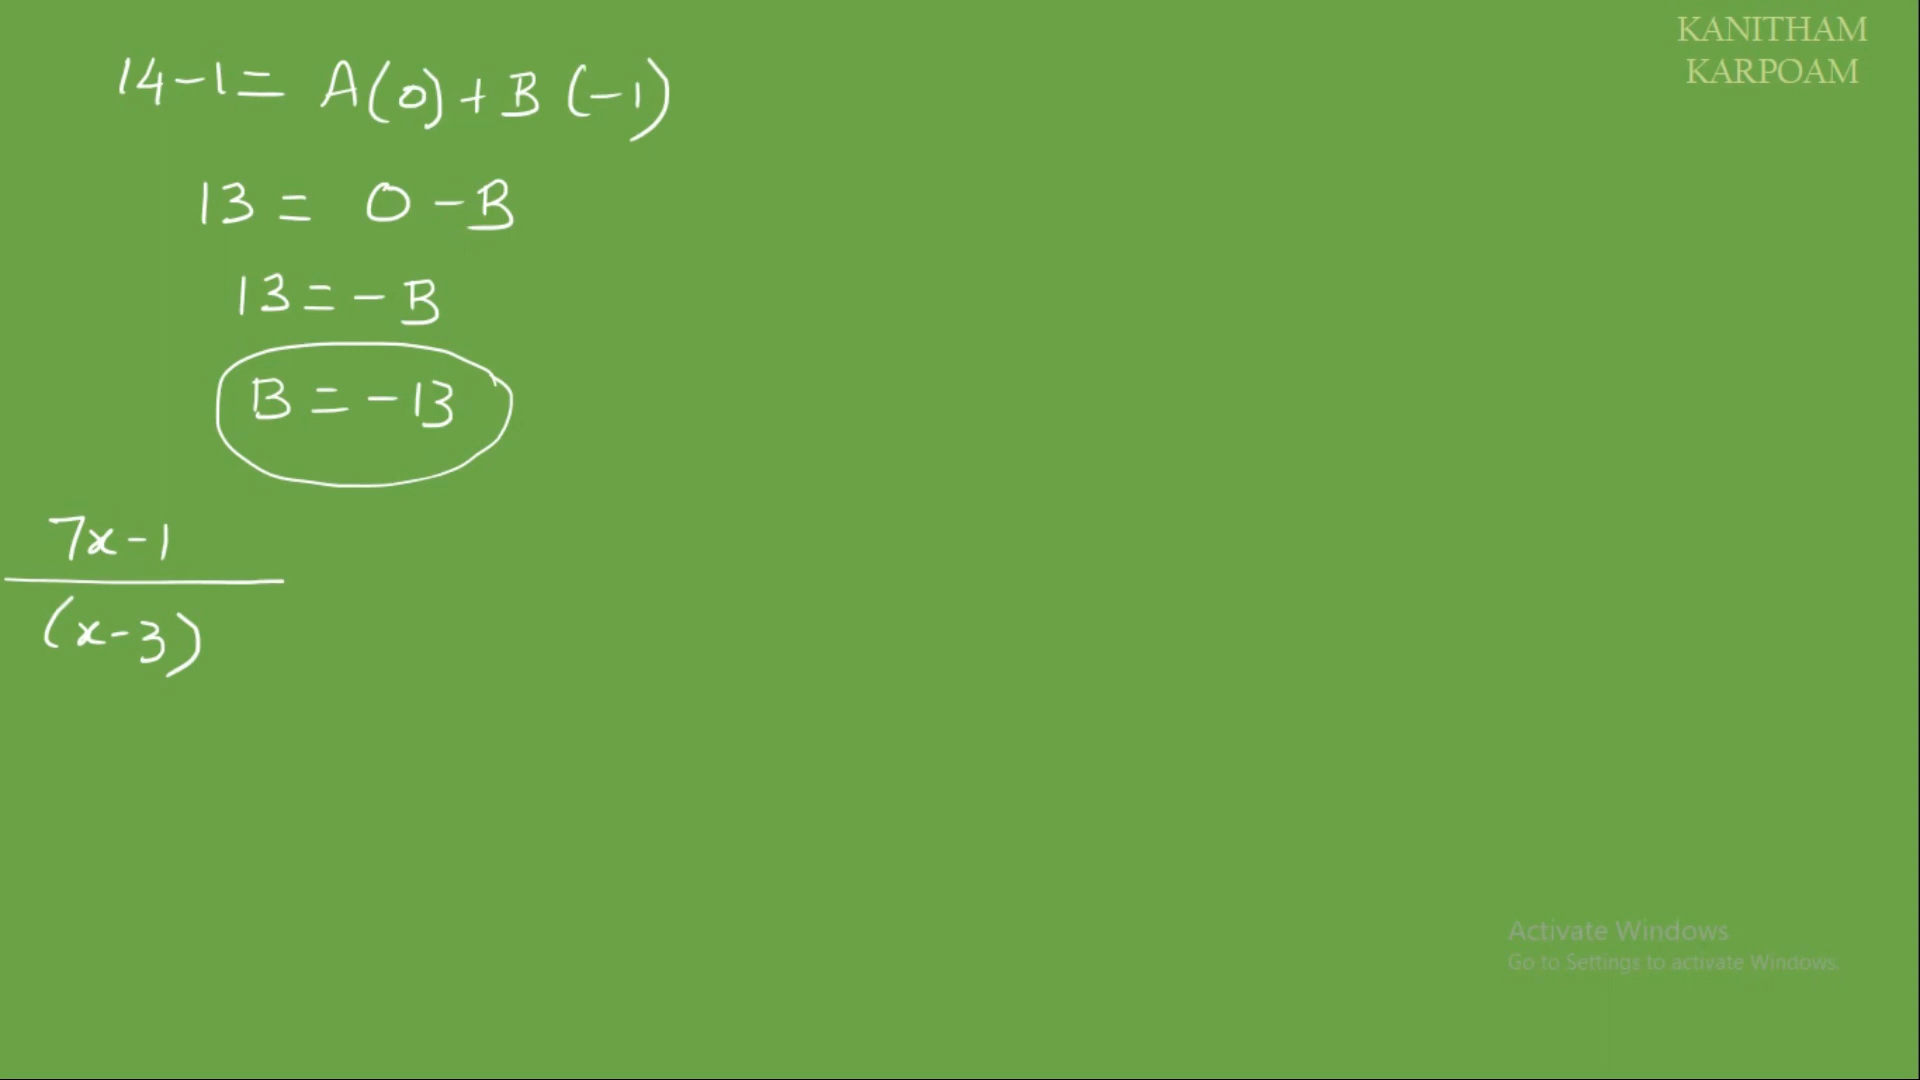 KANITHAM
KARPOAM
14-1= A(0)+B(-1)
13= 0-B
13=-B
B=-13
7x-1
(x-3)
Activate Windows
Go to Settings to activate Windows.